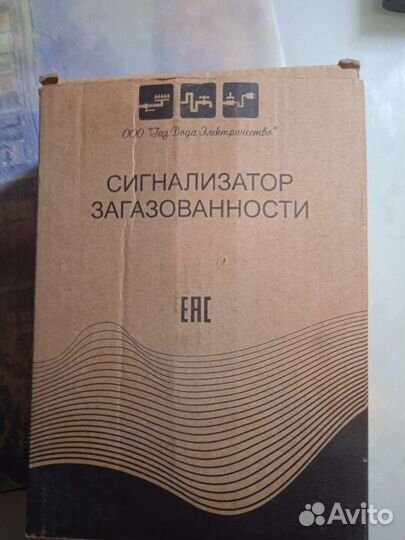 ООО "Газ Вода Электричество"
СИГНАЛИЗАТОР
ЗАГАЗОВАННОСТИ
ЕАС
Avito